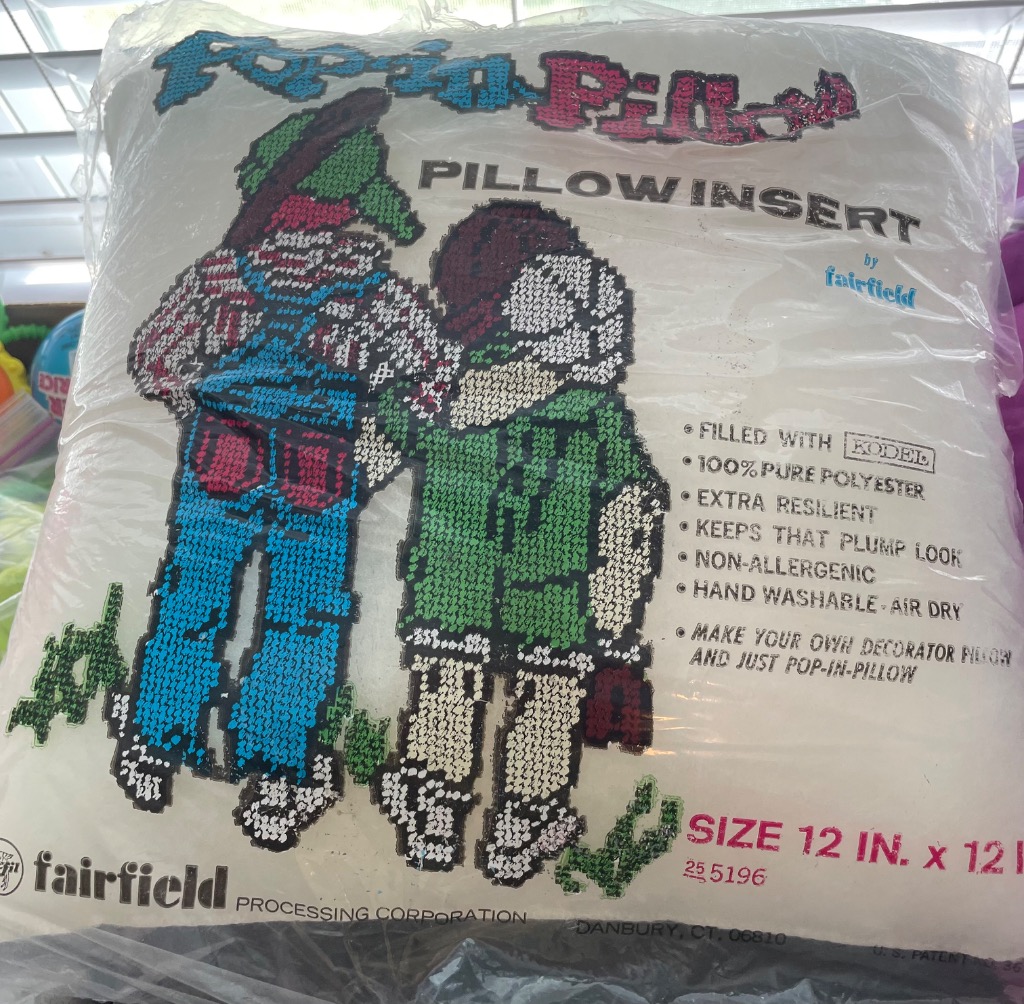 Pop-in-Pillow
PILLOW INSERT
by
fairfield
• FILLED WITH KODEL
• 100% PURE POLYESTER
• EXTRA RESILIENT
• KEEPS THAT PLUMP LOOK
• NON-ALLERGENIC
• HAND WASHABLE - AIR DRY
• MAKE YOUR OWN DECORATOR PILLOW
AND JUST POP-IN-PILLOW
SIZE 12 IN. x 12 I
25 5196
fairfield PROCESSING CORPORATION DANBURY, CT. 06810
U.S. PATENT NO.